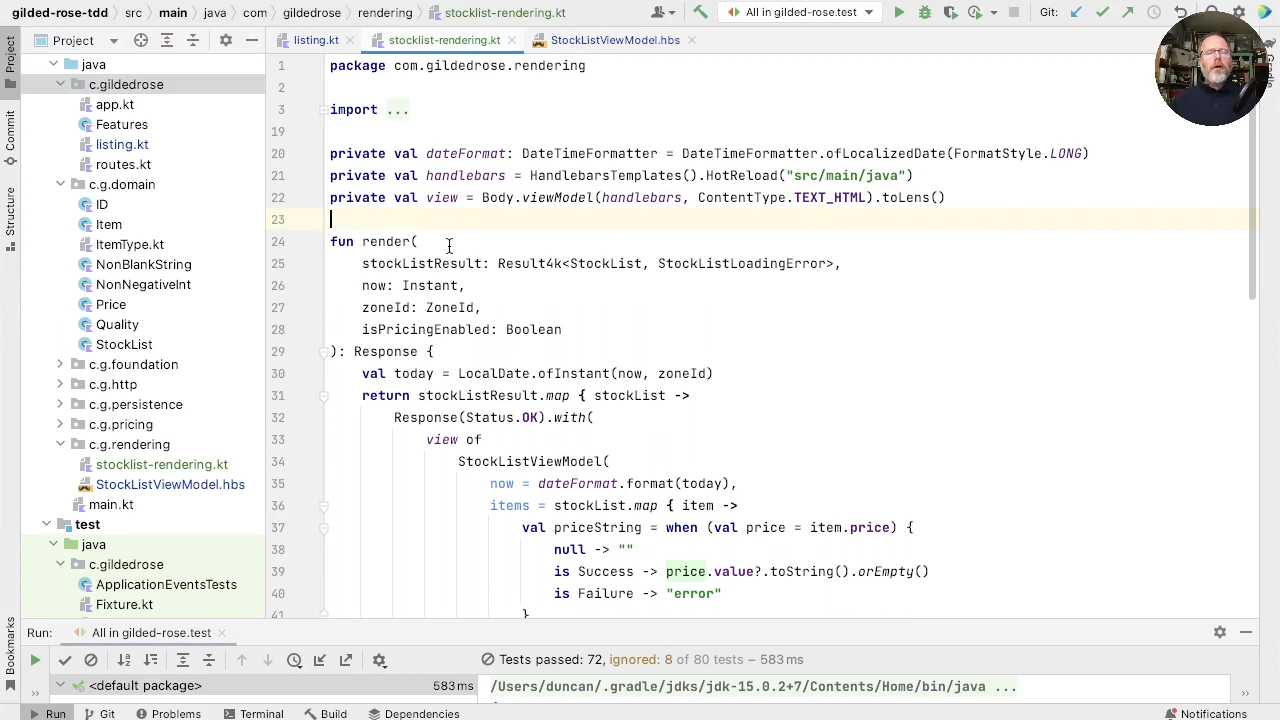 gilded-rose-tdd › src › main › java › com › gildedrose › rendering › stocklist-rendering.kt
All in gilded-rose.test
Git:
Project
listing.kt
stocklist-rendering.kt
StockListViewModel.hbs
Project
Commit
Structure
Bookmarks
Gradle
java
c.gildedrose
app.kt
Features
listing.kt
routes.kt
c.g.domain
ID
Item
ItemType.kt
NonBlankString
NonNegativeInt
Price
Quality
StockList
c.g.foundation
c.g.http
c.g.persistence
c.g.pricing
c.g.rendering
stocklist-rendering.kt
StockListViewModel.hbs
main.kt
test
java
c.gildedrose
ApplicationEventsTests
Fixture.kt
1 package com.gildedrose.rendering
2
3 import ...
19
20 private val dateFormat: DateTimeFormatter = DateTimeFormatter.ofLocalizedDate(FormatStyle.LONG)
21 private val handlebars = HandlebarsTemplates().HotReload("src/main/java")
22 private val view = Body.viewModel(handlebars, ContentType.TEXT_HTML).toLens()
23
24 fun render(
25 stockListResult: Result4k<StockList, StockListLoadingError>,
26 now: Instant,
27 zoneId: ZoneId,
28 isPricingEnabled: Boolean
29 ): Response {
30 val today = LocalDate.ofInstant(now, zoneId)
31 return stockListResult.map { stockList ->
32 Response(Status.OK).with(
33 view of
34 StockListViewModel(
35 now = dateFormat.format(today),
36 items = stockList.map { item ->
37 val priceString = when (val price = item.price) {
38 null -> ""
39 is Success -> price.value?.toString().orEmpty()
40 is Failure -> "error"
41 }
Run: All in gilded-rose.test
Tests passed: 72, ignored: 8 of 80 tests – 583 ms
<default package> 583 ms
/Users/duncan/.gradle/jdks/jdk-15.0.2+7/Contents/Home/bin/java ...
Run
Git
Problems
Terminal
Build
Dependencies
Notifications